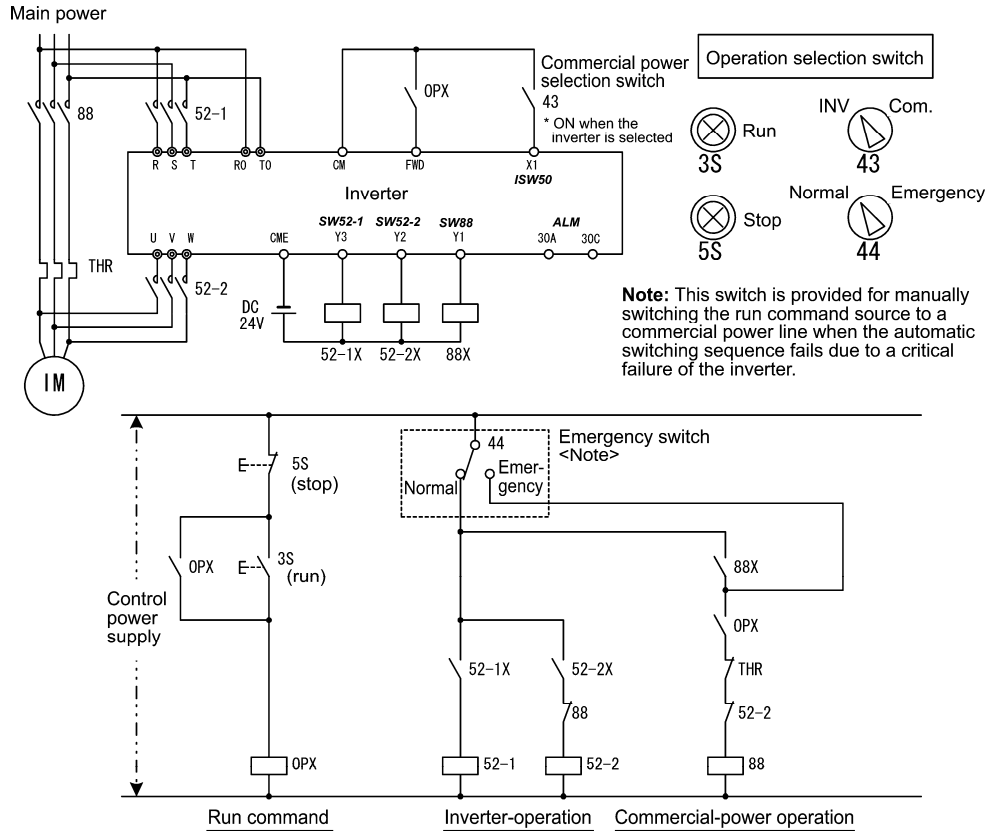 Main power
88
52-1
OPX
Commercial power
selection switch
43
* ON when the
inverter is selected
Operation selection switch
Run
3S
INV
Com.
43
Stop
5S
Normal
Emergency
44
R S T R0 T0 CM FWD X1
ISW50
Inverter
SW52-1 SW52-2 SW88 ALM
U V W CME Y3 Y2 Y1 30A 30C
THR
52-2
DC
24V
52-1X 52-2X 88X
IM
Note: This switch is provided for manually
switching the run command source to a
commercial power line when the automatic
switching sequence fails due to a critical
failure of the inverter.
44
Emergency switch
<Note>
Normal
Emer-
gency
E
5S
(stop)
OPX
E
3S
(run)
88X
Control
power
supply
OPX
52-1X
52-2X
THR
88
52-2
OPX
52-1
52-2
88
Run command
Inverter-operation
Commercial-power operation